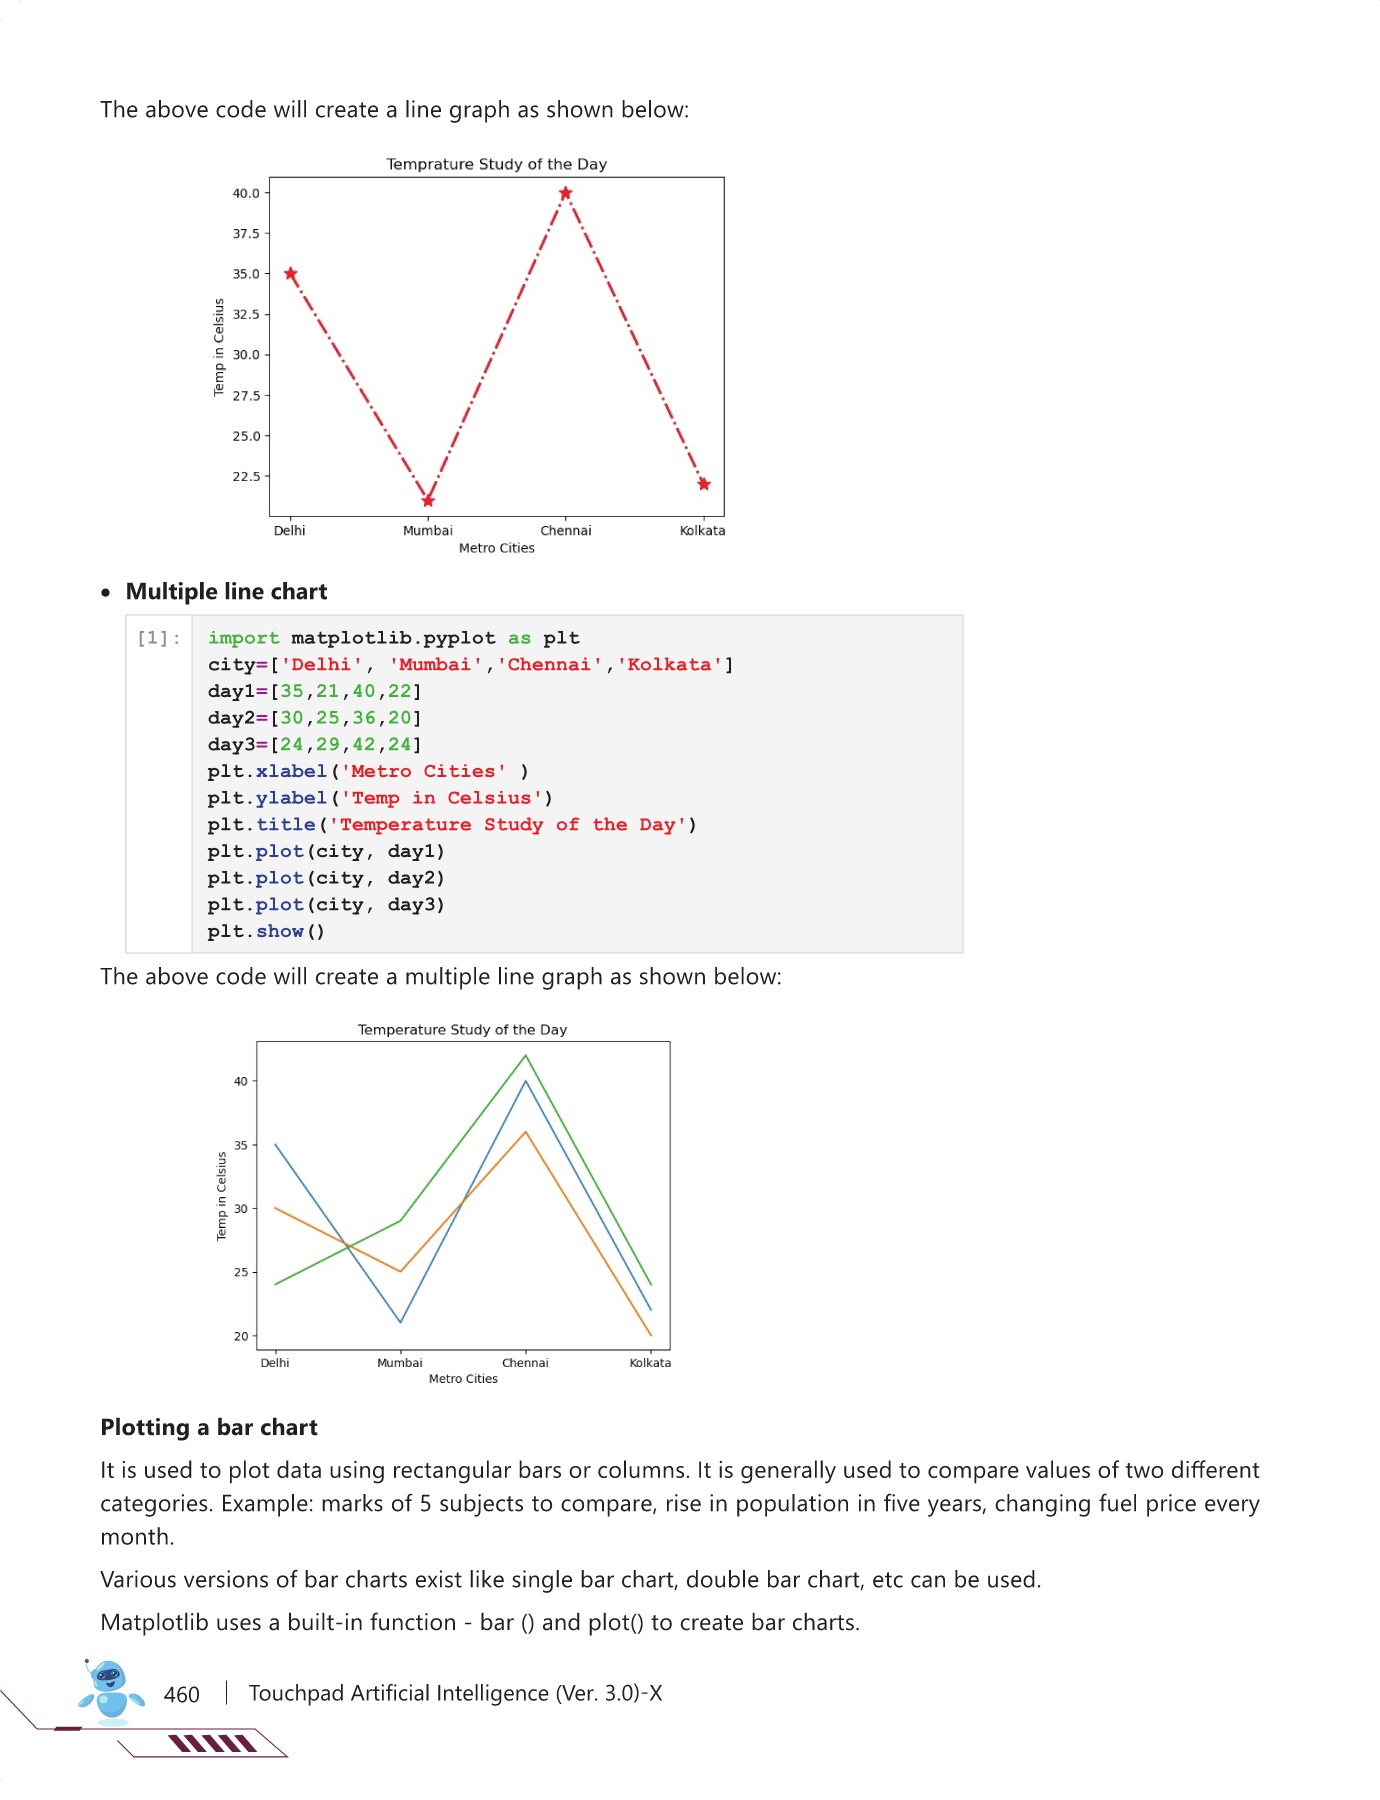 The above code will create a line graph as shown below:
Temprature Study of the Day
40.0
37.5
35.0
32.5
30.0
27.5
25.0
22.5
Temp in Celsius
Delhi Mumbai Chennai Kolkata
Metro Cities
• Multiple line chart
[1]: import matplotlib.pyplot as plt
city=['Delhi', 'Mumbai','Chennai','Kolkata']
day1=[35,21,40,22]
day2=[30,25,36,20]
day3=[24,29,42,24]
plt.xlabel('Metro Cities' )
plt.ylabel('Temp in Celsius')
plt.title('Temperature Study of the Day')
plt.plot(city, day1)
plt.plot(city, day2)
plt.plot(city, day3)
plt.show()
The above code will create a multiple line graph as shown below:
Temperature Study of the Day
40
35
30
25
20
Temp in Celsius
Delhi Mumbai Chennai Kolkata
Metro Cities
Plotting a bar chart
It is used to plot data using rectangular bars or columns. It is generally used to compare values of two different
categories. Example: marks of 5 subjects to compare, rise in population in five years, changing fuel price every
month.
Various versions of bar charts exist like single bar chart, double bar chart, etc can be used.
Matplotlib uses a built-in function - bar () and plot() to create bar charts.
460 | Touchpad Artificial Intelligence (Ver. 3.0)-X